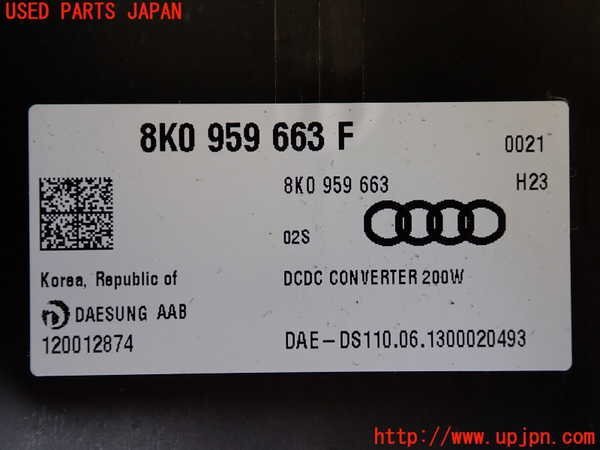 USED PARTS JAPAN
8K0 959 663 F
0021
8K0 959 663
H23
02S
Korea, Republic of
DCDC CONVERTER 200W
DAESUNG AAB
120012874
DAE-DS110.06.1300020493
http://www.upjpn.com/